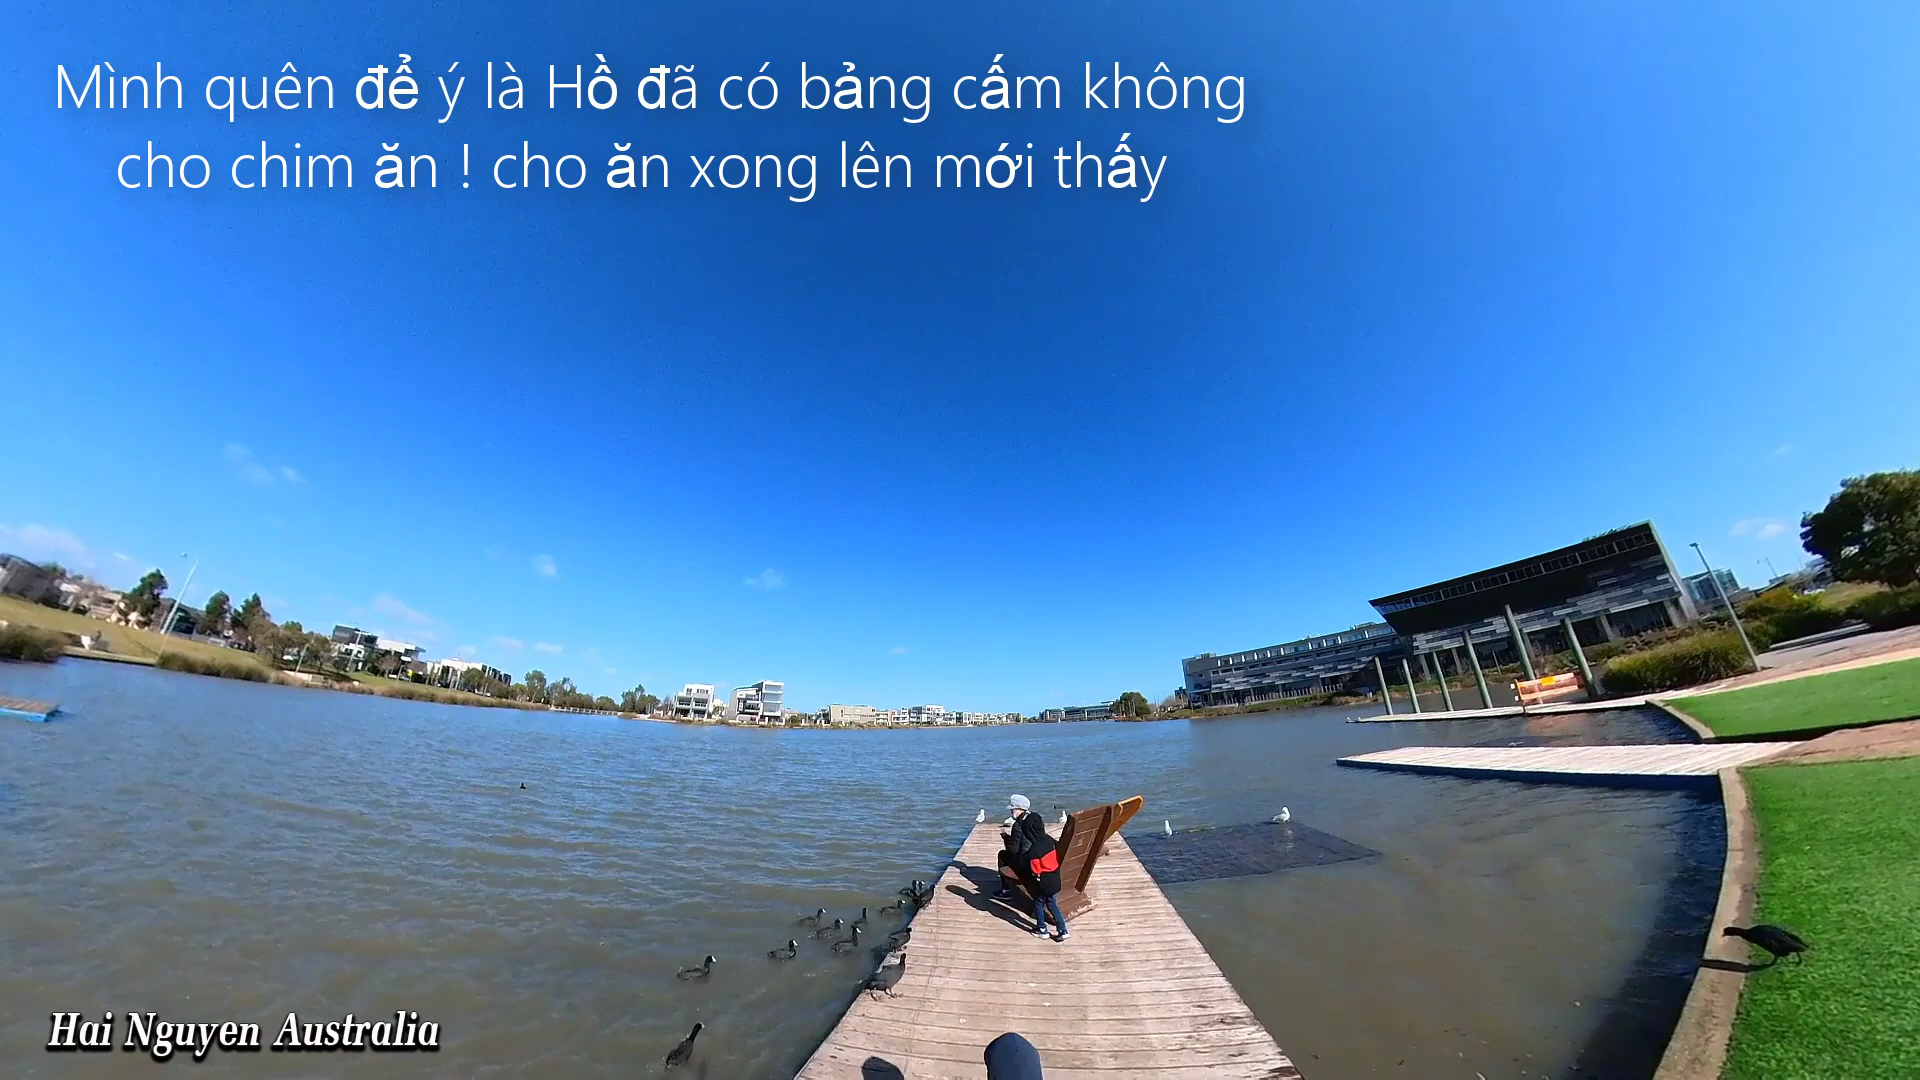 Mình quên để ý là Hồ đã có bảng cấm không
cho chim ăn ! cho ăn xong lên mới thấy
Hai Nguyen Australia